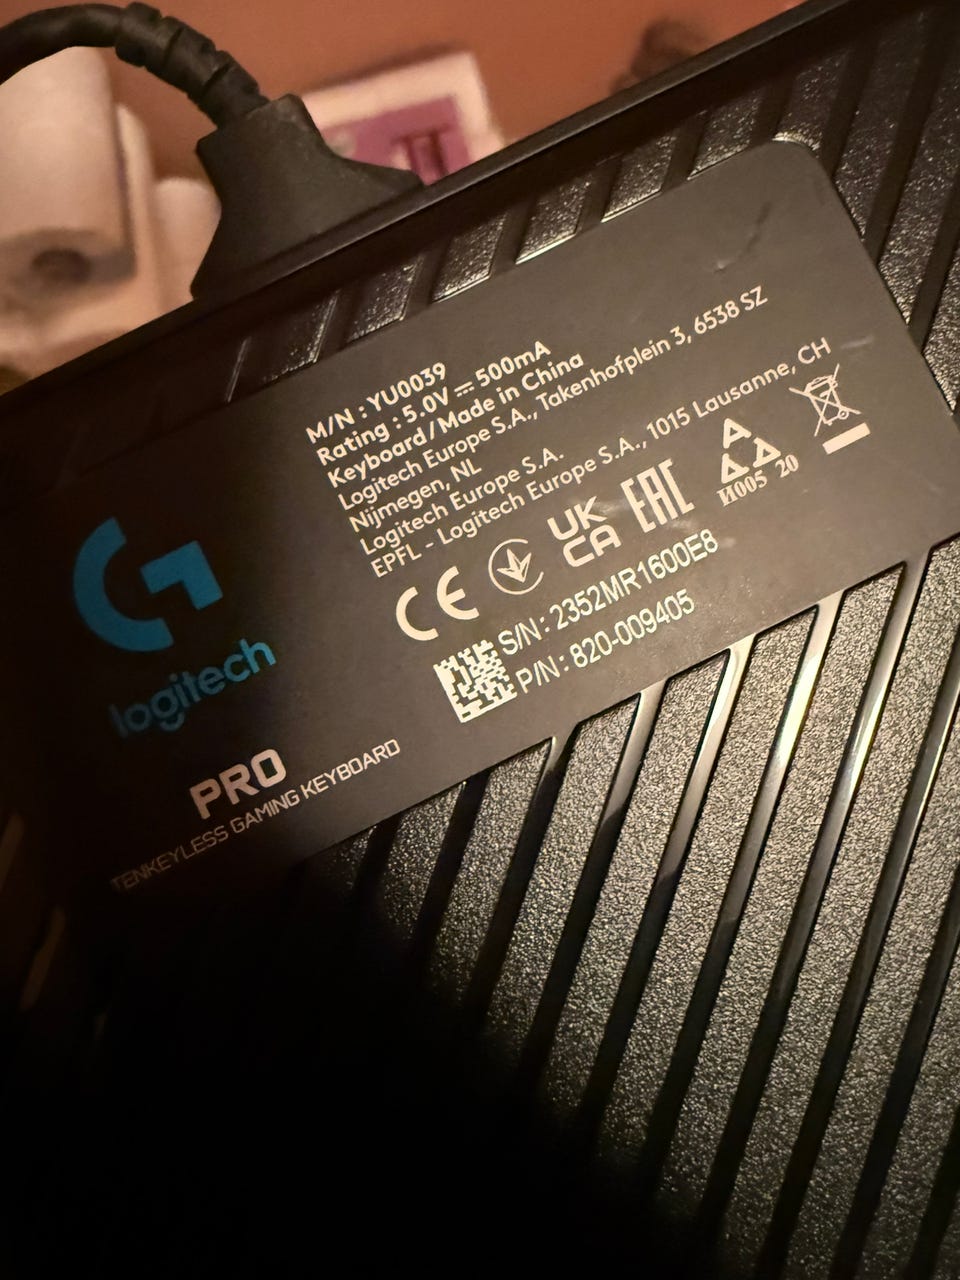 M/N : YU0039
Rating : 5.0V ⎓ 500mA
Keyboard/Made in China
Logitech Europe S.A., Takenhofplein 3, 6538 SZ
Nijmegen, NL
Logitech Europe S.A.
EPFL - Logitech Europe S.A., 1015 Lausanne, CH
CE UK CA EAC
И005 20
S/N: 2352MR1600E8
P/N: 820-009405
G
logitech
PRO
TENKEYLESS GAMING KEYBOARD